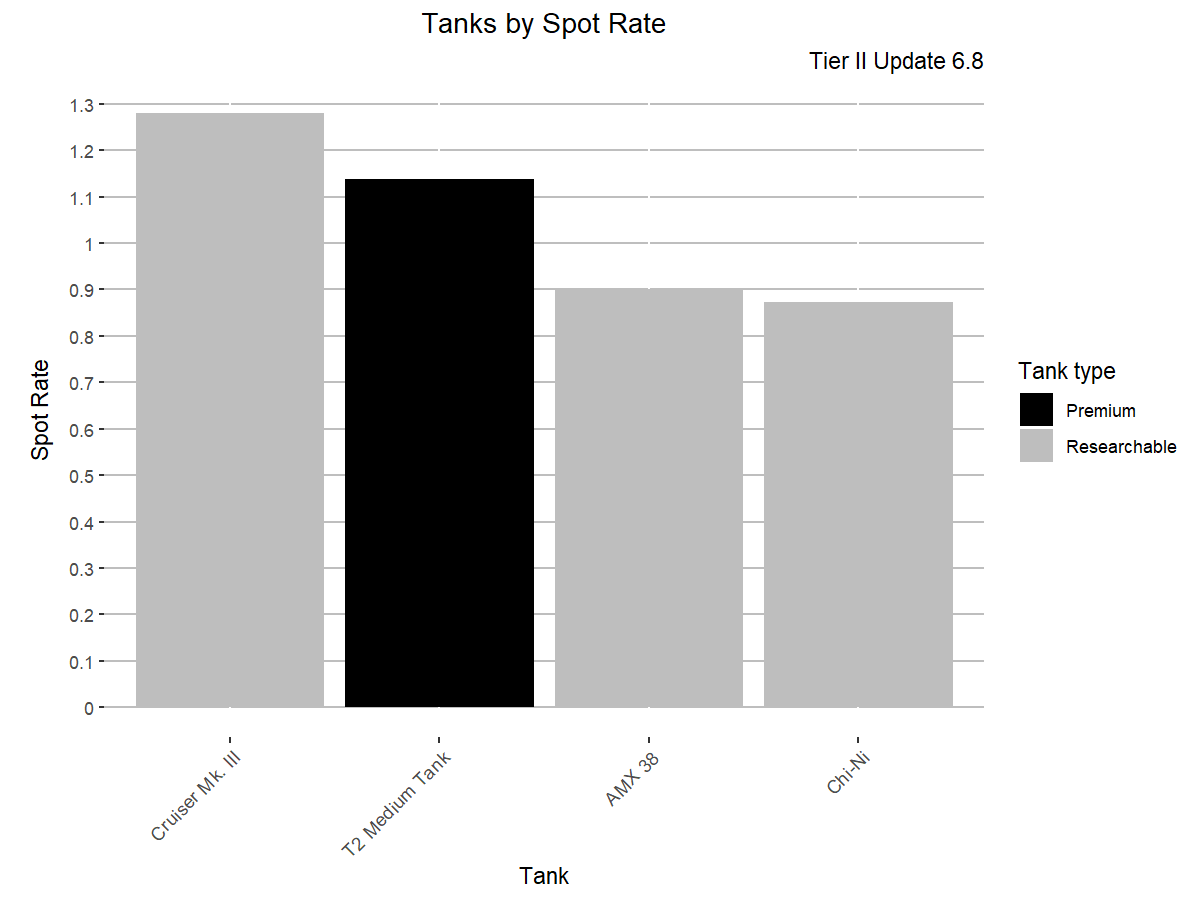 Tanks by Spot Rate
Tier II Update 6.8
1.3
1.2
1.1
1
0.9
0.8
0.7
0.6
0.5
0.4
0.3
0.2
0.1
0
Spot Rate
Cruiser Mk. III
T2 Medium Tank
AMX 38
Chi-Ni
Tank
Tank type
Premium
Researchable